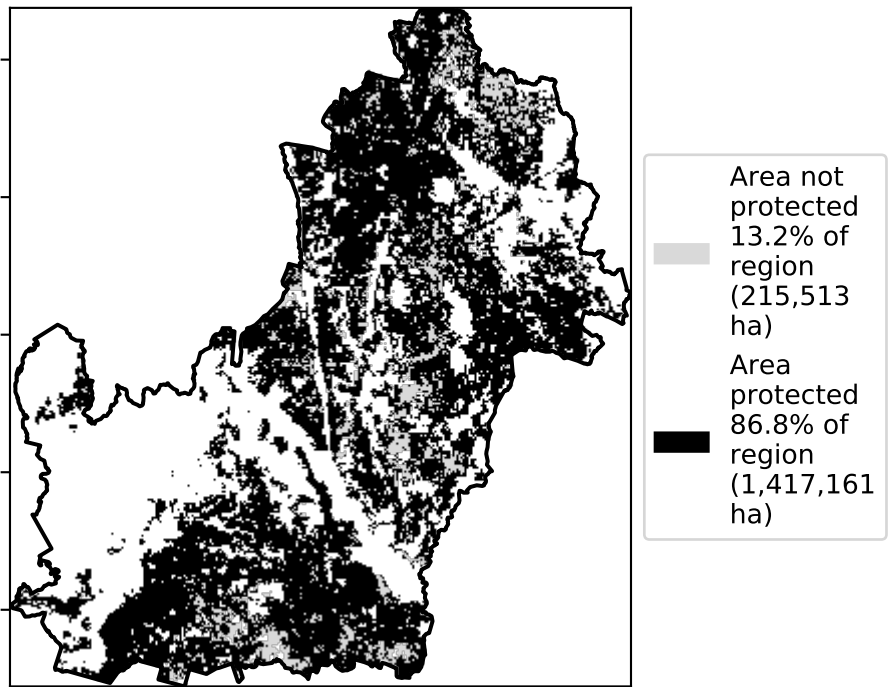 Area not
protected
13.2% of
region
(215,513
ha)
Area
protected
86.8% of
region
(1,417,161
ha)